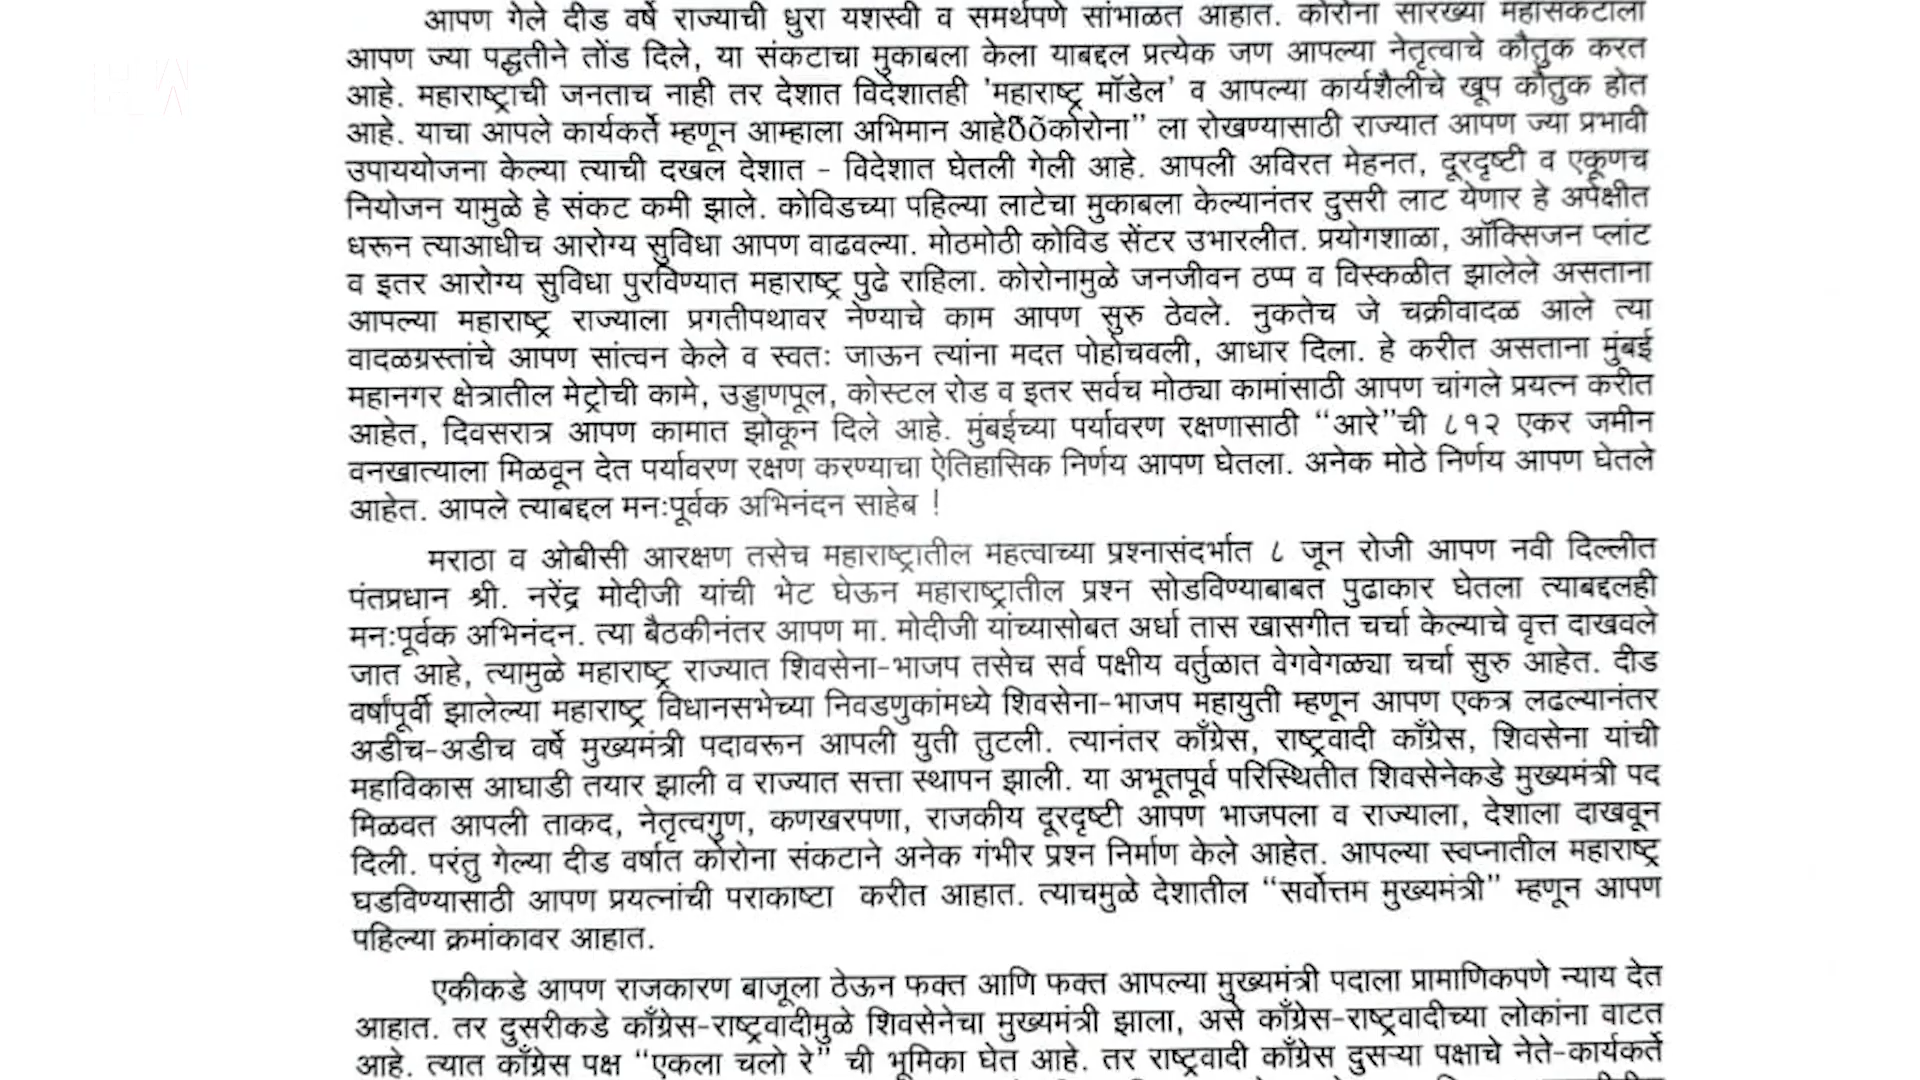 आपण गेले दीड वर्षे राज्याची धुरा यशस्वी व समर्थपणे सांभाळत आहात. कोरोना सारख्या महासंकटाला
आपण ज्या पद्धतीने तोंड दिले, या संकटाचा मुकाबला केला याबद्दल प्रत्येक जण आपल्या नेतृत्वाचे कौतुक करत
आहे. महाराष्ट्राची जनताच नाही तर देशात विदेशातही 'महाराष्ट्र मॉडेल' व आपल्या कार्यशैलीचे खूप कौतुक होत
आहे. याचा आपले कार्यकर्ते म्हणून आम्हाला अभिमान आहेðõकोरोना” ला रोखण्यासाठी राज्यात आपण ज्या प्रभावी
उपाययोजना केल्या त्याची दखल देशात - विदेशात घेतली गेली आहे. आपली अविरत मेहनत, दूरदृष्टी व एकूणच
नियोजन यामुळे हे संकट कमी झाले. कोविडच्या पहिल्या लाटेचा मुकाबला केल्यानंतर दुसरी लाट येणार हे अपेक्षीत
धरून त्याआधीच आरोग्य सुविधा आपण वाढवल्या. मोठमोठी कोविड सेंटर उभारलीत. प्रयोगशाळा, ऑक्सिजन प्लांट
व इतर आरोग्य सुविधा पुरविण्यात महाराष्ट्र पुढे राहिला. कोरोनामुळे जनजीवन ठप्प व विस्कळीत झालेले असताना
आपल्या महाराष्ट्र राज्याला प्रगतीपथावर नेण्याचे काम आपण सुरु ठेवले. नुकतेच जे चक्रीवादळ आले त्या
वादळग्रस्तांचे आपण सांत्वन केले व स्वतः जाऊन त्यांना मदत पोहोचवली, आधार दिला. हे करीत असताना मुंबई
महानगर क्षेत्रातील मेट्रोची कामे, उड्डाणपूल, कोस्टल रोड व इतर सर्वच मोठ्या कामांसाठी आपण चांगले प्रयत्न करीत
आहेत, दिवसरात्र आपण कामात झोकून दिले आहे. मुंबईच्या पर्यावरण रक्षणासाठी “आरे”ची ८१२ एकर जमीन
वनखात्याला मिळवून देत पर्यावरण रक्षण करण्याचा ऐतिहासिक निर्णय आपण घेतला. अनेक मोठे निर्णय आपण घेतले
आहेत. आपले त्याबद्दल मनःपूर्वक अभिनंदन साहेब !
मराठा व ओबीसी आरक्षण तसेच महाराष्ट्रातील महत्वाच्या प्रश्नासंदर्भात ८ जून रोजी आपण नवी दिल्लीत
पंतप्रधान श्री. नरेंद्र मोदीजी यांची भेट घेऊन महाराष्ट्रातील प्रश्न सोडविण्याबाबत पुढाकार घेतला त्याबद्दलही
मनःपूर्वक अभिनंदन. त्या बैठकीनंतर आपण मा. मोदीजी यांच्यासोबत अर्धा तास खासगीत चर्चा केल्याचे वृत्त दाखवले
जात आहे, त्यामुळे महाराष्ट्र राज्यात शिवसेना-भाजप तसेच सर्व पक्षीय वर्तुळात वेगवेगळ्या चर्चा सुरु आहेत. दीड
वर्षांपूर्वी झालेल्या महाराष्ट्र विधानसभेच्या निवडणुकांमध्ये शिवसेना-भाजप महायुती म्हणून आपण एकत्र लढल्यानंतर
अडीच-अडीच वर्षे मुख्यमंत्री पदावरून आपली युती तुटली. त्यानंतर काँग्रेस, राष्ट्रवादी काँग्रेस, शिवसेना यांची
महाविकास आघाडी तयार झाली व राज्यात सत्ता स्थापन झाली. या अभूतपूर्व परिस्थितीत शिवसेनेकडे मुख्यमंत्री पद
मिळवत आपली ताकद, नेतृत्वगुण, कणखरपणा, राजकीय दूरदृष्टी आपण भाजपला व राज्याला, देशाला दाखवून
दिली. परंतु गेल्या दीड वर्षात कोरोना संकटाने अनेक गंभीर प्रश्न निर्माण केले आहेत. आपल्या स्वप्नातील महाराष्ट्र
घडविण्यासाठी आपण प्रयत्नांची पराकाष्टा करीत आहात. त्याचमुळे देशातील “सर्वोत्तम मुख्यमंत्री” म्हणून आपण
पहिल्या क्रमांकावर आहात.
एकीकडे आपण राजकारण बाजूला ठेऊन फक्त आणि फक्त आपल्या मुख्यमंत्री पदाला प्रामाणिकपणे न्याय देत
आहात. तर दुसरीकडे काँग्रेस-राष्ट्रवादीमुळे शिवसेनेचा मुख्यमंत्री झाला, असे काँग्रेस-राष्ट्रवादीच्या लोकांना वाटत
आहे. त्यात काँग्रेस पक्ष “एकला चलो रे” ची भूमिका घेत आहे. तर राष्ट्रवादी काँग्रेस दुसऱ्या पक्षाचे नेते-कार्यकर्ते